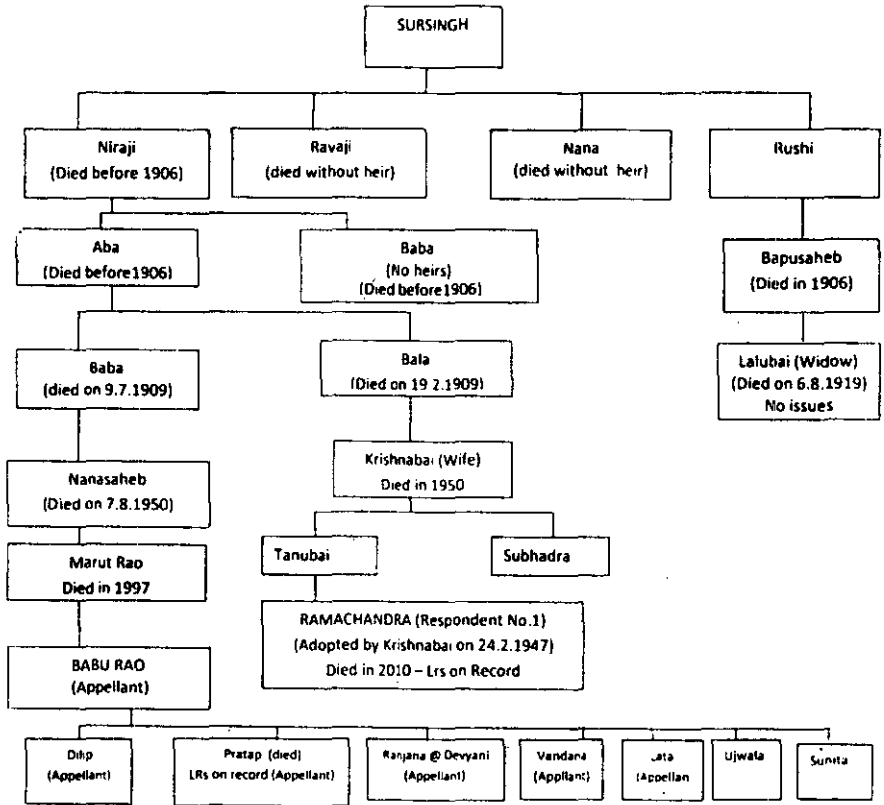 SURSINGH
Niraji
(Died before 1906)
Ravaji
(died without heir)
Nana
(died without heir)
Rushi
Aba
(Died before1906)
Baba
(No heirs)
(Died before1906)
Bapusaheb
(Died in 1906)
Baba
(died on 9.7.1909)
Bala
(Died on 19 2.1909)
Lalubai (Widow)
(Died on 6.8.1919)
No issues
Krishnabai (Wife)
Died in 1950
Nanasaheb
(Died on 7.8.1950)
Tanubai
Subhadra
Marut Rao
Died in 1997
RAMACHANDRA (Respondent No.1)
(Adopted by Krishnabai on 24.2.1947)
Died in 2010 – Lrs on Record
BABU RAO
(Appellant)
Dilip
(Appellant)
Pratap (died)
LRs on record (Appellant)
Ranjana @ Devyani
(Appellant)
Vandana
(Appllant)
Lata
(Appellan
Ujwala
Sunita